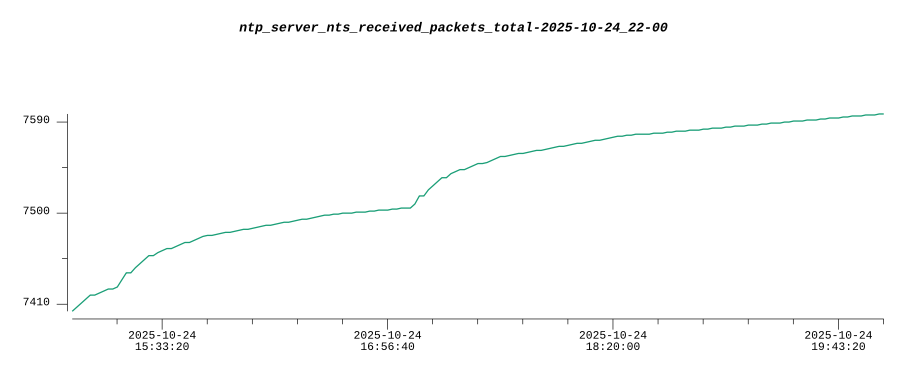 ntp_server_nts_received_packets_total-2025-10-24_22-00
7590
7500
7410
2025-10-24 2025-10-24 2025-10-24 2025-10-24
15:33:20 16:56:40 18:20:00 19:43:20